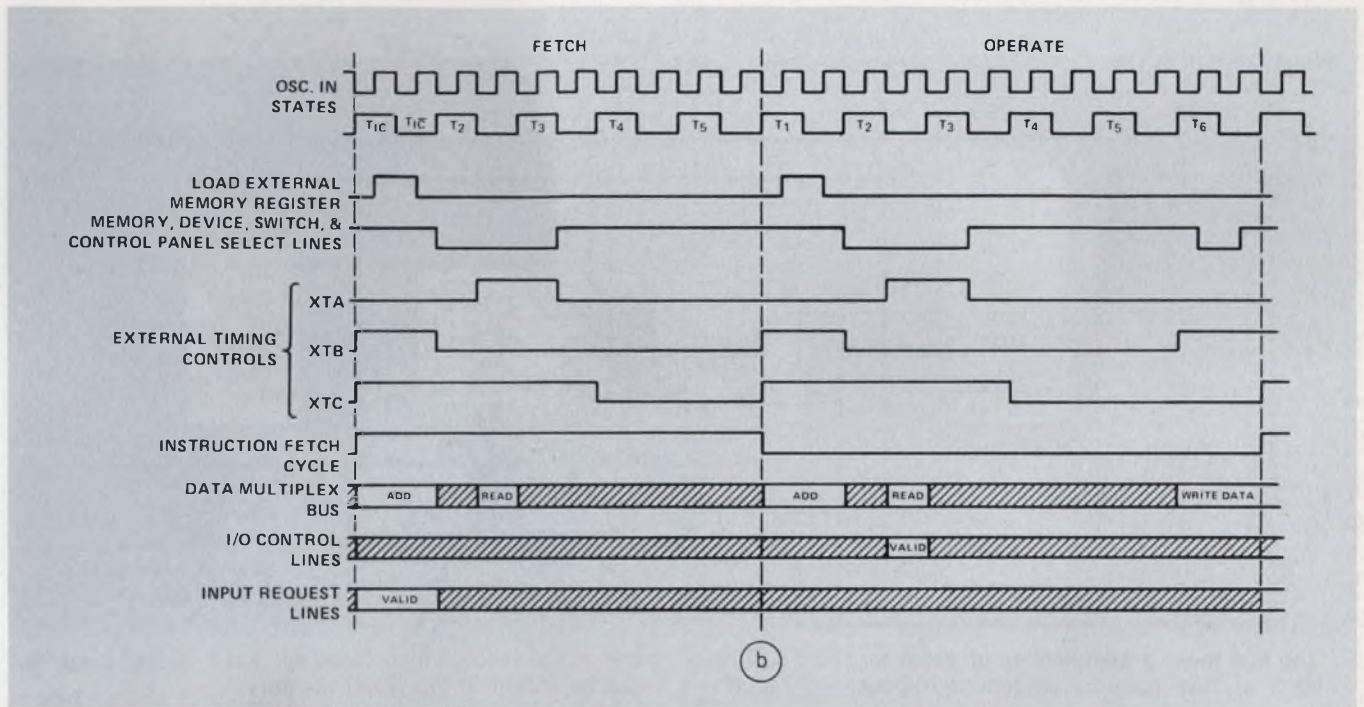 FETCH
OPERATE
OSC. IN
STATES
T1C T1C̅ T2 T3 T4 T5 T1 T2 T3 T4 T5 T6
LOAD EXTERNAL
MEMORY REGISTER
MEMORY, DEVICE, SWITCH, &
CONTROL PANEL SELECT LINES
EXTERNAL TIMING
CONTROLS
XTA
XTB
XTC
INSTRUCTION FETCH
CYCLE
DATA MULTIPLEX
BUS
ADD READ ADD READ WRITE DATA
I/O CONTROL
LINES
VALID
INPUT REQUEST
LINES
VALID
b